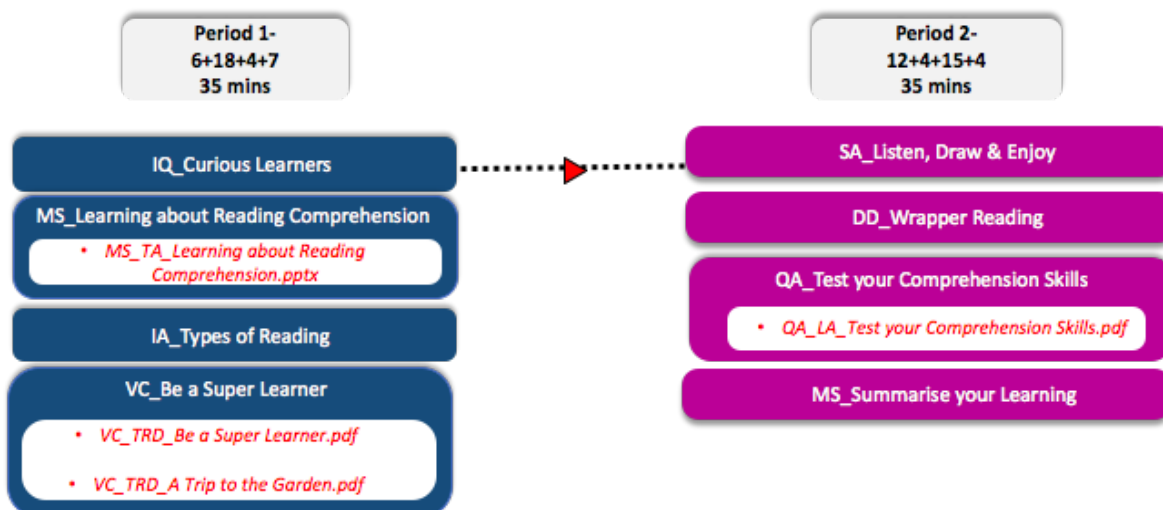 Period 1-
6+18+4+7
35 mins
IQ_Curious Learners
MS_Learning about Reading Comprehension
• MS_TA_Learning about Reading
Comprehension.pptx
IA_Types of Reading
VC_Be a Super Learner
• VC_TRD_Be a Super Learner.pdf
• VC_TRD_A Trip to the Garden.pdf
Period 2-
12+4+15+4
35 mins
SA_Listen, Draw & Enjoy
DD_Wrapper Reading
QA_Test your Comprehension Skills
• QA_LA_Test your Comprehension Skills.pdf
MS_Summarise your Learning